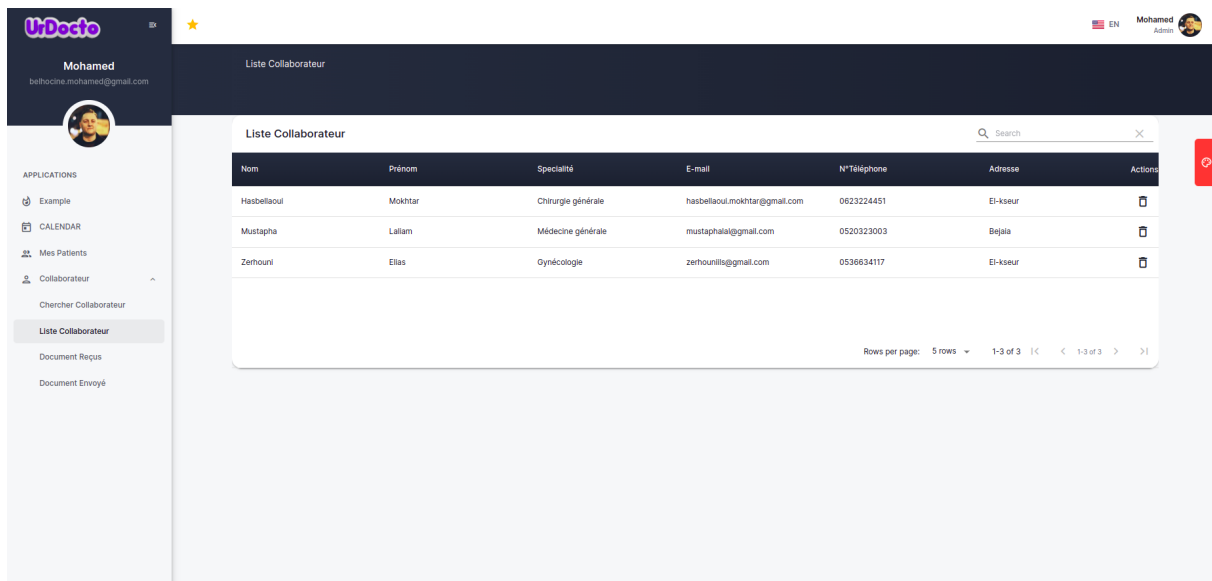 UrDocto
EN
Mohamed
Admin
Mohamed
belhocine.mohamed@gmail.com
APPLICATIONS
Example
CALENDAR
Mes Patients
Collaborateur
Chercher Collaborateur
Liste Collaborateur
Document Reçus
Document Envoyé
Liste Collaborateur
Liste Collaborateur
Search
Nom Prénom Specialité E-mail N°Téléphone Adresse Actions
Hasbellaoui Mokhtar Chirurgie générale hasbellaoui.mokhtar@gmail.com 0623224451 El-kseur
Mustapha Laliam Médecine générale mustaphalal@gmail.com 0520323003 Bejaia
Zerhouni Elias Gynécologie zerhounills@gmail.com 0536634117 El-kseur
Rows per page: 5 rows 1-3 of 3 1-3 of 3